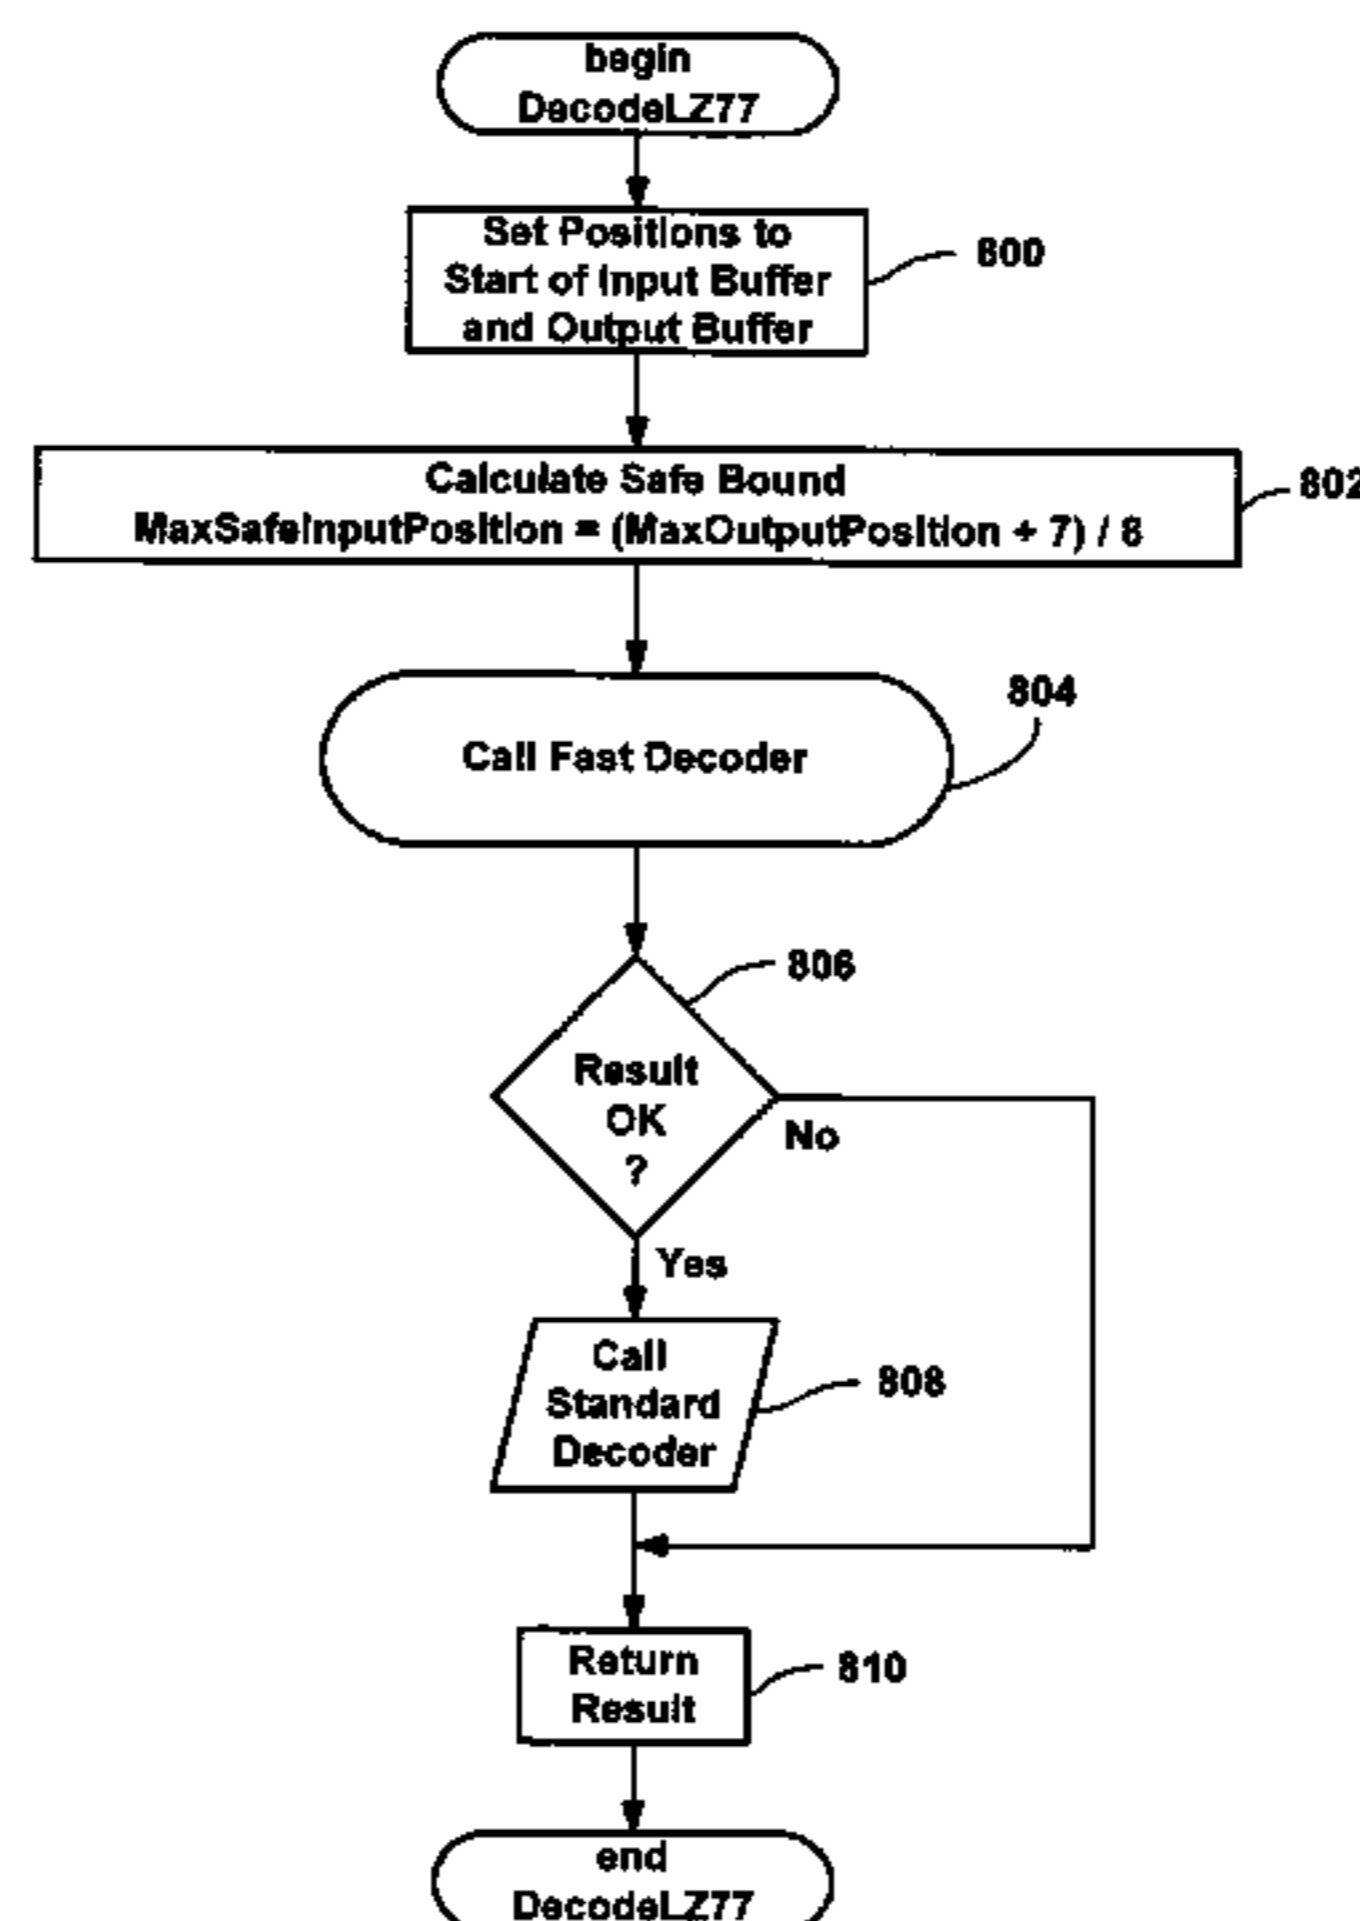 begin
DecodeLZ77
Set Positions to
Start of Input Buffer
and Output Buffer
800
Calculate Safe Bound
MaxSafeInputPosition = (MaxOutputPosition + 7) / 8
802
Call Fast Decoder
804
Result
OK
?
806
No
Yes
Call
Standard
Decoder
808
Return
Result
810
end
DecodeLZ77